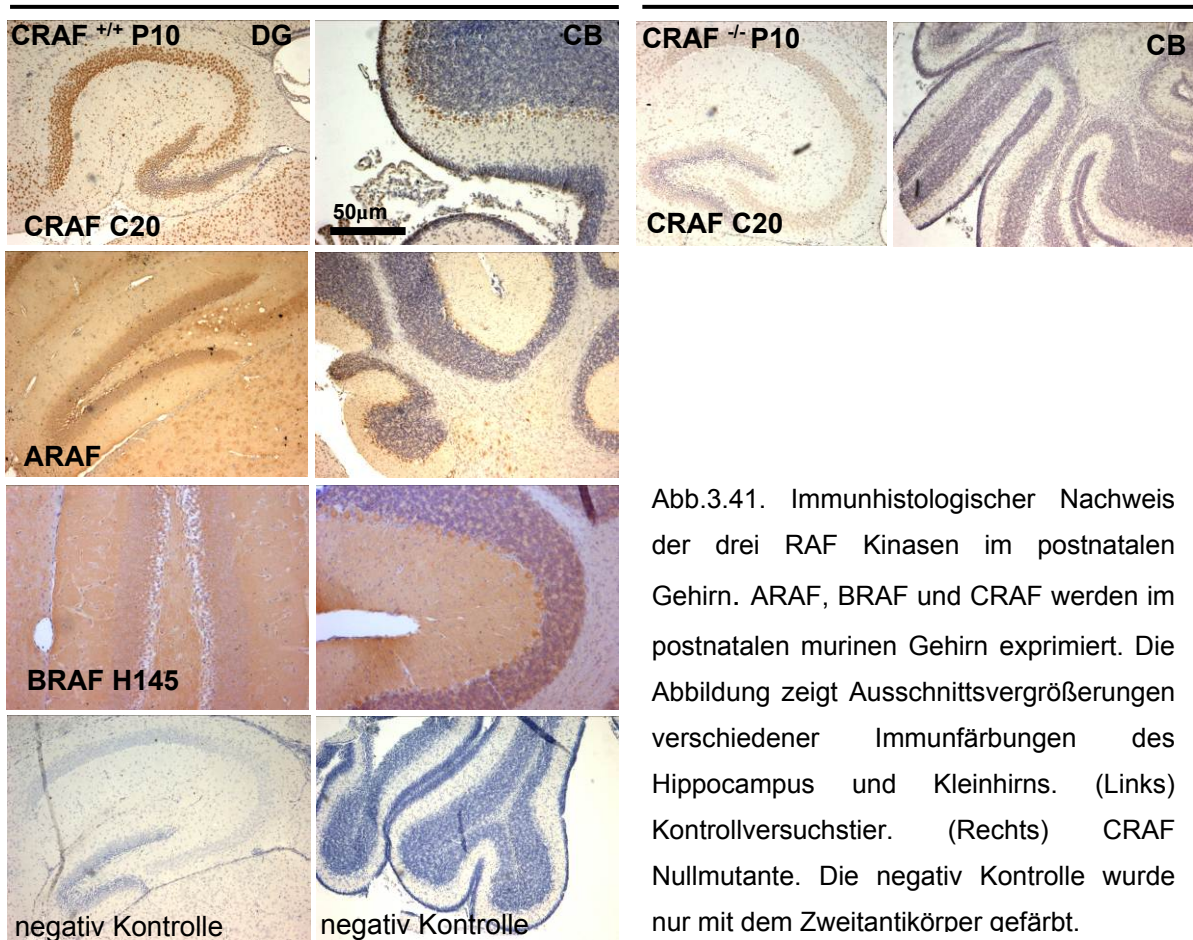 CRAF +/+ P10 DG
CB
CRAF -/- P10
CB
CRAF C20
50µm
CRAF C20
ARAF
BRAF H145
negativ Kontrolle
negativ Kontrolle
Abb.3.41. Immunhistologischer Nachweis
der drei RAF Kinasen im postnatalen
Gehirn. ARAF, BRAF und CRAF werden im
postnatalen murinen Gehirn exprimiert. Die
Abbildung zeigt Ausschnittsvergrößerungen
verschiedener Immunfärbungen des
Hippocampus und Kleinhirns. (Links)
Kontrollversuchstier. (Rechts) CRAF
Nullmutante. Die negativ Kontrolle wurde
nur mit dem Zweitantikörper gefärbt.